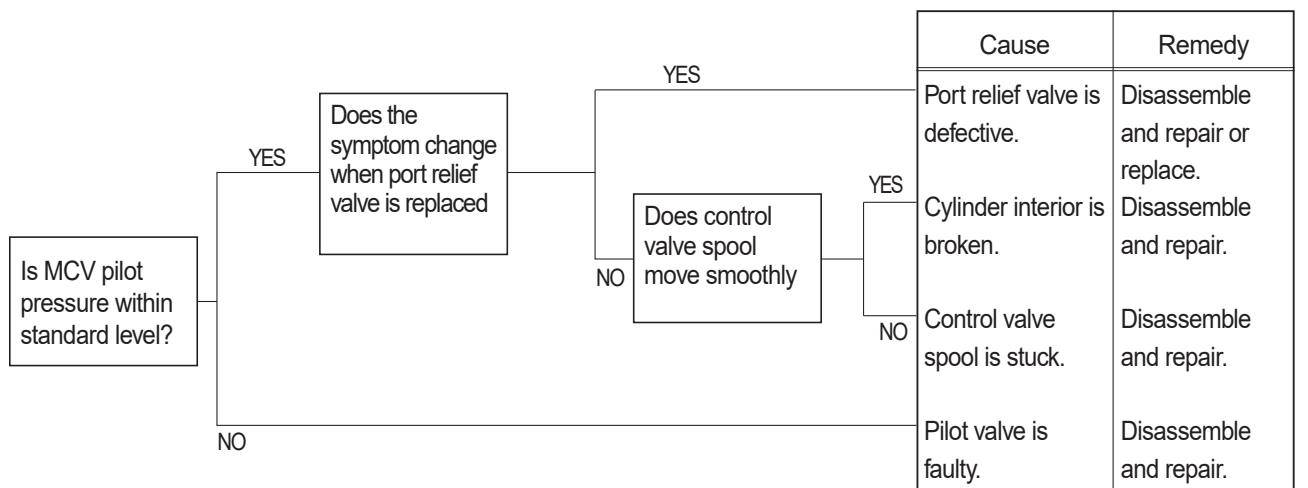 Is MCV pilot
pressure within
standard level?
YES
Does the
symptom change
when port relief
valve is replaced
YES
NO
Does control
valve spool
move smoothly
YES
NO
NO
Cause
Remedy
Port relief valve is
defective.
Disassemble
and repair or
replace.
Cylinder interior is
broken.
Disassemble
and repair.
Control valve
spool is stuck.
Disassemble
and repair.
Pilot valve is
faulty.
Disassemble
and repair.